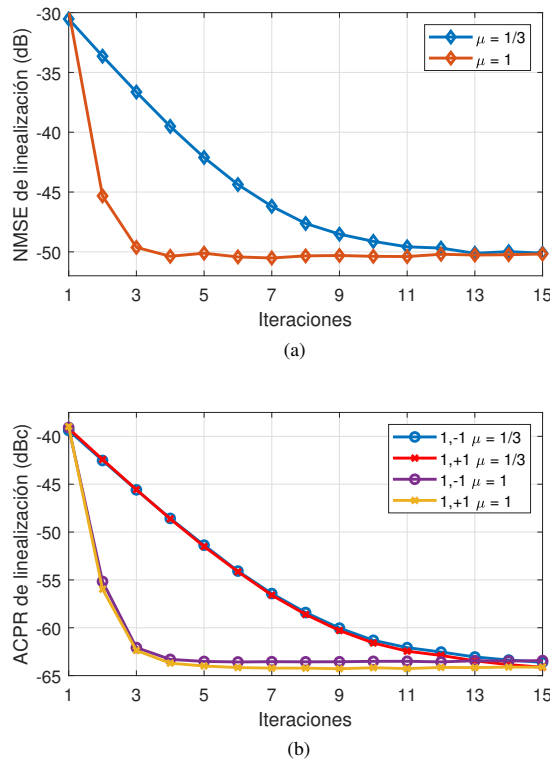 NMSE de linealización (dB)
-30
-35
-40
-45
-50
μ = 1/3
μ = 1
1 3 5 7 9 11 13 15
Iteraciones
(a)
ACPR de linealización (dBc)
-40
-45
-50
-55
-60
-65
1,-1 μ = 1/3
1,+1 μ = 1/3
1,-1 μ = 1
1,+1 μ = 1
1 3 5 7 9 11 13 15
Iteraciones
(b)